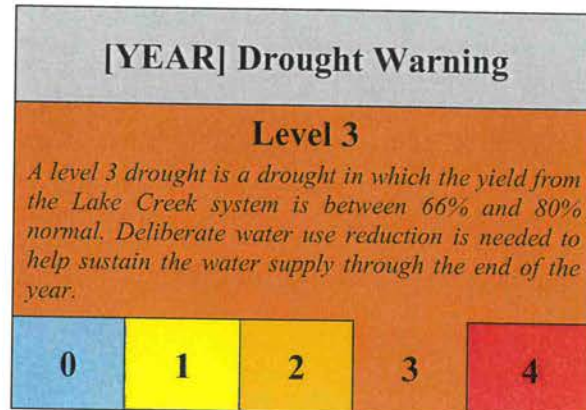 [YEAR] Drought Warning
Level 3
A level 3 drought is a drought in which the yield from
the Lake Creek system is between 66% and 80%
normal. Deliberate water use reduction is needed to
help sustain the water supply through the end of the
year.
0 1 2 3 4